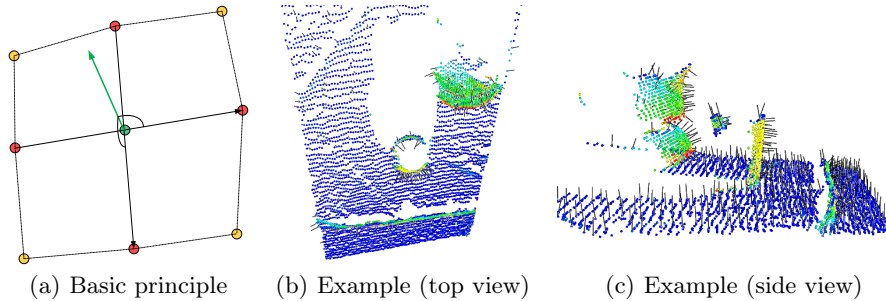 (a) Basic principle
(b) Example (top view)
(c) Example (side view)